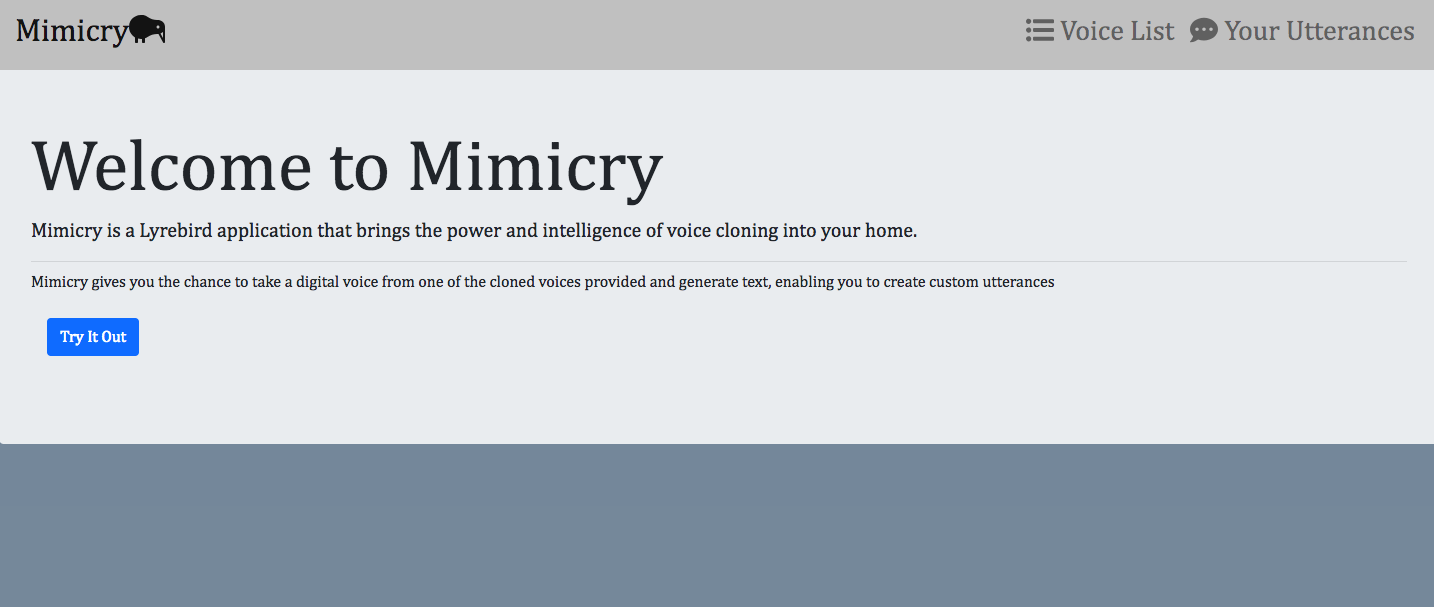 Mimicry
Voice List
Your Utterances
Welcome to Mimicry
Mimicry is a Lyrebird application that brings the power and intelligence of voice cloning into your home.
Mimicry gives you the chance to take a digital voice from one of the cloned voices provided and generate text, enabling you to create custom utterances
Try It Out